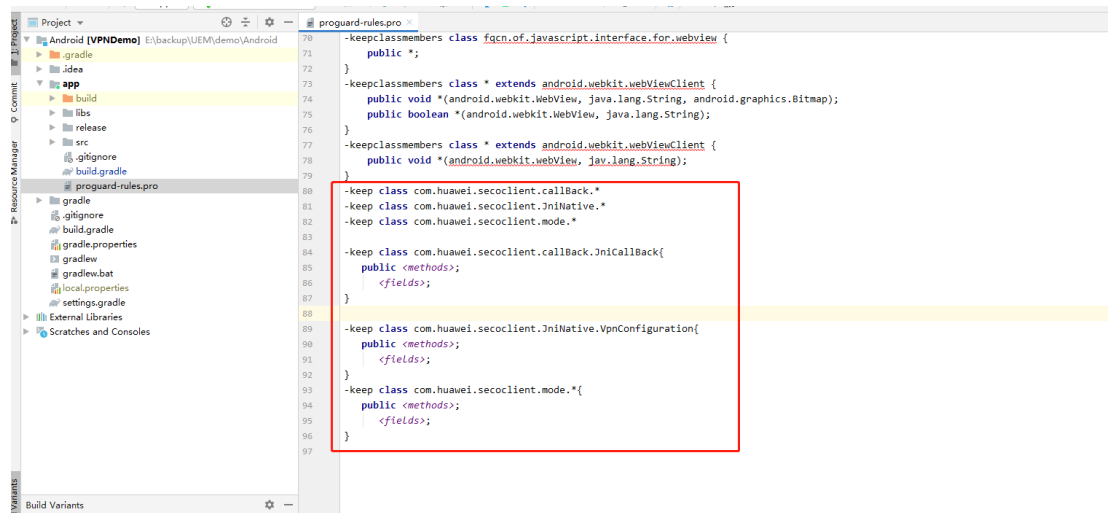 Project
proguard-rules.pro
1: Project
Commit
Resource Manager
Variants
Android [VPNDemo] E:\backup\UEM\demo\Android
.gradle
.idea
app
build
libs
release
src
.gitignore
build.gradle
proguard-rules.pro
gradle
.gitignore
build.gradle
gradle.properties
gradlew
gradlew.bat
local.properties
settings.gradle
External Libraries
Scratches and Consoles
Build Variants
70 -keepclassmembers class fqcn.of.javascript.interface.for.webview {
71 public *;
72 }
73 -keepclassmembers class * extends android.webkit.webViewClient {
74 public void *(android.webkit.WebView, java.lang.String, android.graphics.Bitmap);
75 public boolean *(android.webkit.WebView, java.lang.String);
76 }
77 -keepclassmembers class * extends android.webkit.webViewClient {
78 public void *(android.webkit.webView, jav.lang.String);
79 }
80 -keep class com.huawei.secoclient.callBack.*
81 -keep class com.huawei.secoclient.JniNative.*
82 -keep class com.huawei.secoclient.mode.*
83
84 -keep class com.huawei.secoclient.callBack.JniCallBack{
85 public <methods>;
86 <fields>;
87 }
88
89 -keep class com.huawei.secoclient.JniNative.VpnConfiguration{
90 public <methods>;
91 <fields>;
92 }
93 -keep class com.huawei.secoclient.mode.*{
94 public <methods>;
95 <fields>;
96 }
97